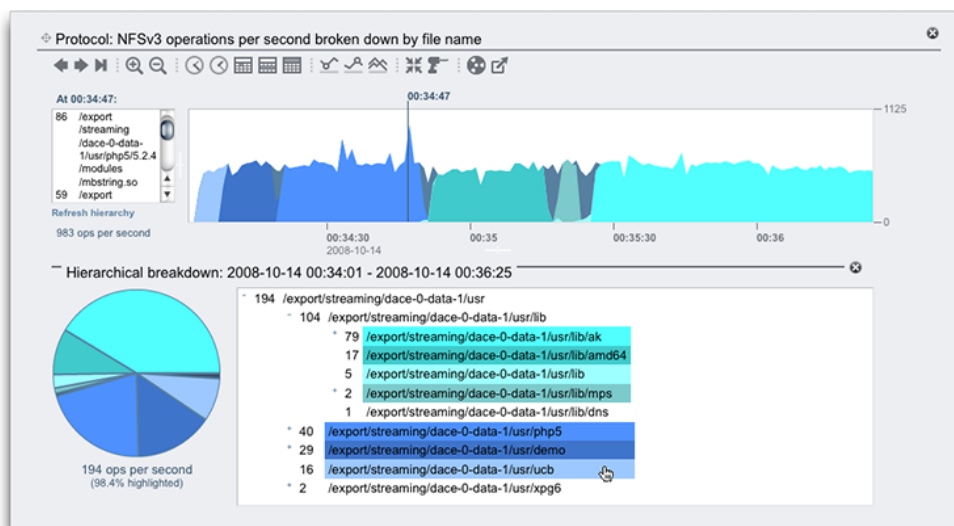 Protocol: NFSv3 operations per second broken down by file name
At 00:34:47:
00:34:47
86 /export
/streaming
/dace-0-data-
1/usr/php5/5.2.4
/modules
/mbstring.so
59 /export
Refresh hierarchy
983 ops per second
1125
0
00:34:30
2008-10-14
00:35
00:35:30
00:36
Hierarchical breakdown: 2008-10-14 00:34:01 - 2008-10-14 00:36:25
194 /export/streaming/dace-0-data-1/usr
104 /export/streaming/dace-0-data-1/usr/lib
79 /export/streaming/dace-0-data-1/usr/lib/ak
17 /export/streaming/dace-0-data-1/usr/lib/amd64
5 /export/streaming/dace-0-data-1/usr/lib
2 /export/streaming/dace-0-data-1/usr/lib/mps
1 /export/streaming/dace-0-data-1/usr/lib/dns
40 /export/streaming/dace-0-data-1/usr/php5
29 /export/streaming/dace-0-data-1/usr/demo
16 /export/streaming/dace-0-data-1/usr/ucb
2 /export/streaming/dace-0-data-1/usr/xpg6
194 ops per second
(98.4% highlighted)